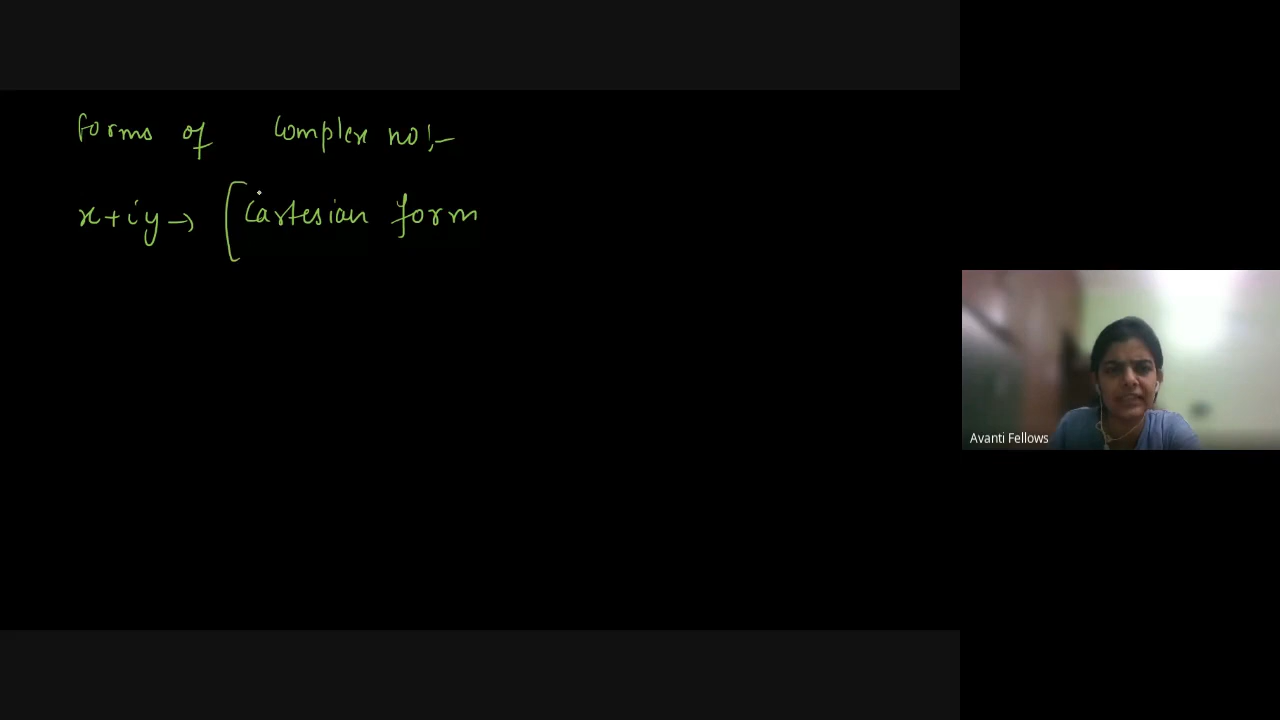 Forms of Complex no:-
x+iy→ [Cartesian form
Avanti Fellows